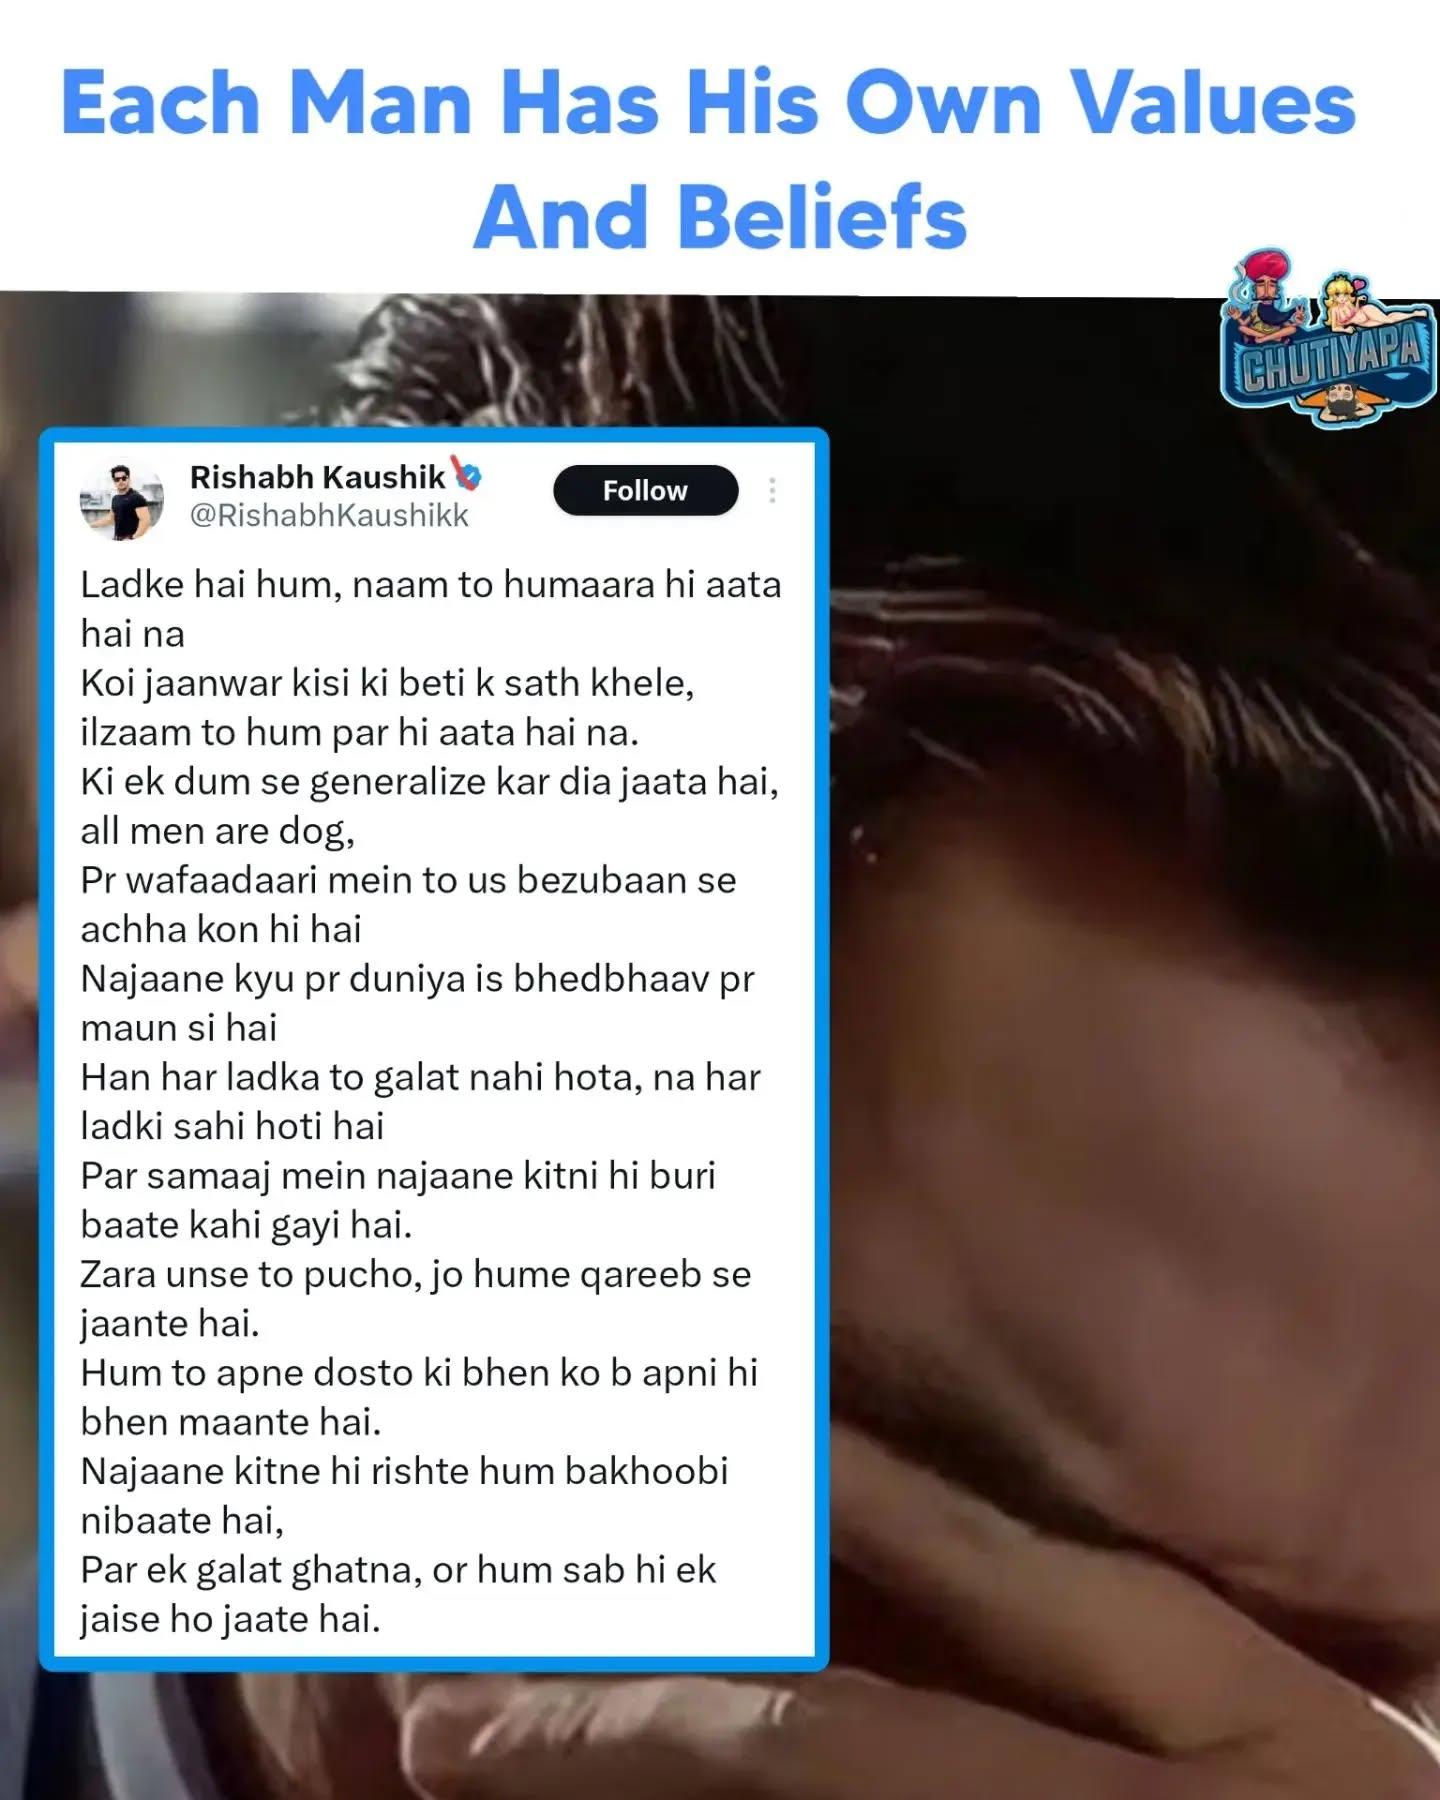 Each Man Has His Own Values
And Beliefs
CHUTIYAPA
Rishabh Kaushik
@RishabhKaushikk
Follow
Ladke hai hum, naam to humaara hi aata
hai na
Koi jaanwar kisi ki beti k sath khele,
ilzaam to hum par hi aata hai na.
Ki ek dum se generalize kar dia jaata hai,
all men are dog,
Pr wafaadaari mein to us bezubaan se
achha kon hi hai
Najaane kyu pr duniya is bhedbhaav pr
maun si hai
Han har ladka to galat nahi hota, na har
ladki sahi hoti hai
Par samaaj mein najaane kitni hi buri
baate kahi gayi hai.
Zara unse to pucho, jo hume qareeb se
jaante hai.
Hum to apne dosto ki bhen ko b apni hi
bhen maante hai.
Najaane kitne hi rishte hum bakhoobi
nibaate hai,
Par ek galat ghatna, or hum sab hi ek
jaise ho jaate hai.